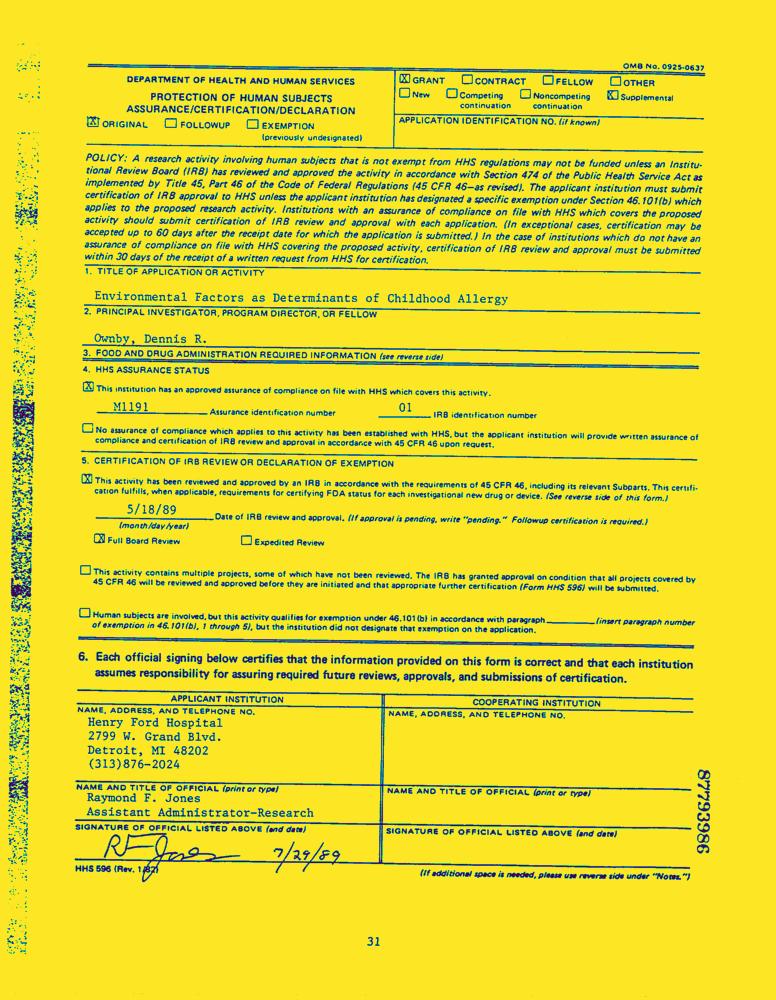 OMB No. 0925-0637
DEPARTMENT OF HEALTH AND HUMAN SERVICES
PROTECTION OF HUMAN SUBJECTS
ASSURANCE/CERTIFICATION/DECLARATION
X ORIGINAL FOLLOWUP EXEMPTION
(previously undesignated)
X GRANT CONTRACT FELLOW OTHER
New Competing continuation Noncompeting continuation X Supplemental
APPLICATION IDENTIFICATION NO. (if known)
POLICY: A research activity involving human subjects that is not exempt from HHS regulations may not be funded unless an Institu-
tional Review Board (IRB) has reviewed and approved the activity in accordance with Section 474 of the Public Health Service Act as
implemented by Title 45, Part 46 of the Code of Federal Regulations (45 CFR 46—as revised). The applicant institution must submit
certification of IRB approval to HHS unless the applicant institution has designated a specific exemption under Section 46.101(b) which
applies to the proposed research activity. Institutions with an assurance of compliance on file with HHS which covers the proposed
activity should submit certification of IRB review and approval with each application. (In exceptional cases, certification may be
accepted up to 60 days after the receipt date for which the application is submitted.) In the case of institutions which do not have an
assurance of compliance on file with HHS covering the proposed activity, certification of IRB review and approval must be submitted
within 30 days of the receipt of a written request from HHS for certification.
1. TITLE OF APPLICATION OR ACTIVITY
Environmental Factors as Determinants of Childhood Allergy
2. PRINCIPAL INVESTIGATOR, PROGRAM DIRECTOR, OR FELLOW
Ownby, Dennis R.
3. FOOD AND DRUG ADMINISTRATION REQUIRED INFORMATION (see reverse side)
4. HHS ASSURANCE STATUS
X This institution has an approved assurance of compliance on file with HHS which covers this activity.
M1191 Assurance identification number 01 IRB identification number
No assurance of compliance which applies to this activity has been established with HHS, but the applicant institution will provide written assurance of
compliance and certification of IRB review and approval in accordance with 45 CFR 46 upon request.
5. CERTIFICATION OF IRB REVIEW OR DECLARATION OF EXEMPTION
X This activity has been reviewed and approved by an IRB in accordance with the requirements of 45 CFR 46, including its relevant Subparts. This certifi-
cation fulfills, when applicable, requirements for certifying FDA status for each investigational new drug or device. (See reverse side of this form.)
5/18/89 Date of IRB review and approval. (If approval is pending, write "pending." Followup certification is required.)
(month/day/year)
X Full Board Review Expedited Review
This activity contains multiple projects, some of which have not been reviewed. The IRB has granted approval on condition that all projects covered by
45 CFR 46 will be reviewed and approved before they are initiated and that appropriate further certification (Form HHS 596) will be submitted.
Human subjects are involved, but this activity qualifies for exemption under 46.101(b) in accordance with paragraph (insert paragraph number
of exemption in 46.101(b), 1 through 5), but the institution did not designate that exemption on the application.
6. Each official signing below certifies that the information provided on this form is correct and that each institution
assumes responsibility for assuring required future reviews, approvals, and submissions of certification.
APPLICANT INSTITUTION
NAME, ADDRESS, AND TELEPHONE NO.
Henry Ford Hospital
2799 W. Grand Blvd.
Detroit, MI 48202
(313)876-2024
NAME AND TITLE OF OFFICIAL (print or type)
Raymond F. Jones
Assistant Administrator-Research
SIGNATURE OF OFFICIAL LISTED ABOVE (and date)
RF Jones 7/29/89
COOPERATING INSTITUTION
NAME, ADDRESS, AND TELEPHONE NO.
NAME AND TITLE OF OFFICIAL (print or type)
SIGNATURE OF OFFICIAL LISTED ABOVE (and date)
HHS 596 (Rev. 1/82)
(If additional space is needed, please use reverse side under "Notes.")
87793986
31